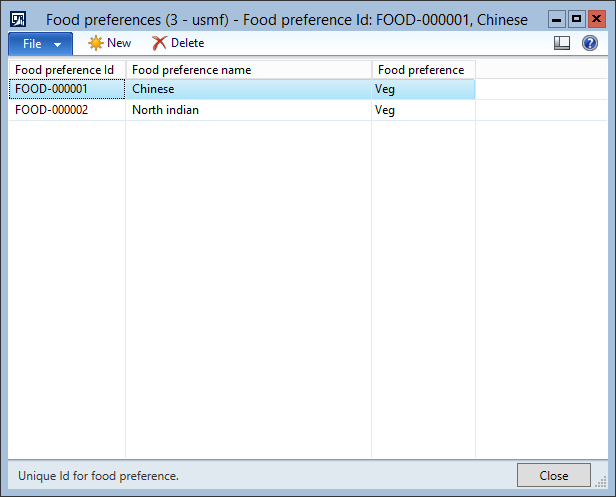 Food preferences (3 - usmf) - Food preference Id: FOOD-000001, Chinese
File New Delete
Food preference Id Food preference name Food preference
FOOD-000001 Chinese Veg
FOOD-000002 North indian Veg
Unique Id for food preference. Close